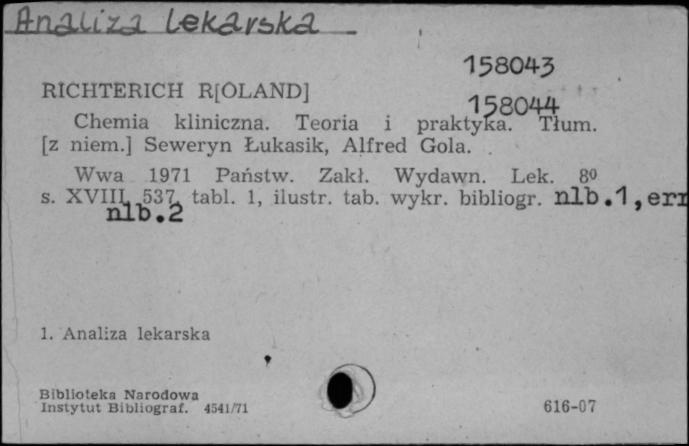 Analiza lekarska
158043
RICHTERICH R[OLAND]
158044
Chemia kliniczna. Teoria i praktyka. Tłum.
[z niem.] Seweryn Łukasik, Alfred Gola.
Wwa 1971 Państw. Zakł. Wydawn. Lek. 8º
s. XVIII, 537, tabl. 1, ilustr. tab. wykr. bibliogr. nlb.1,err
nlb.2
1. Analiza lekarska
Biblioteka Narodowa
Instytut Bibliograf. 4541/71
616-07